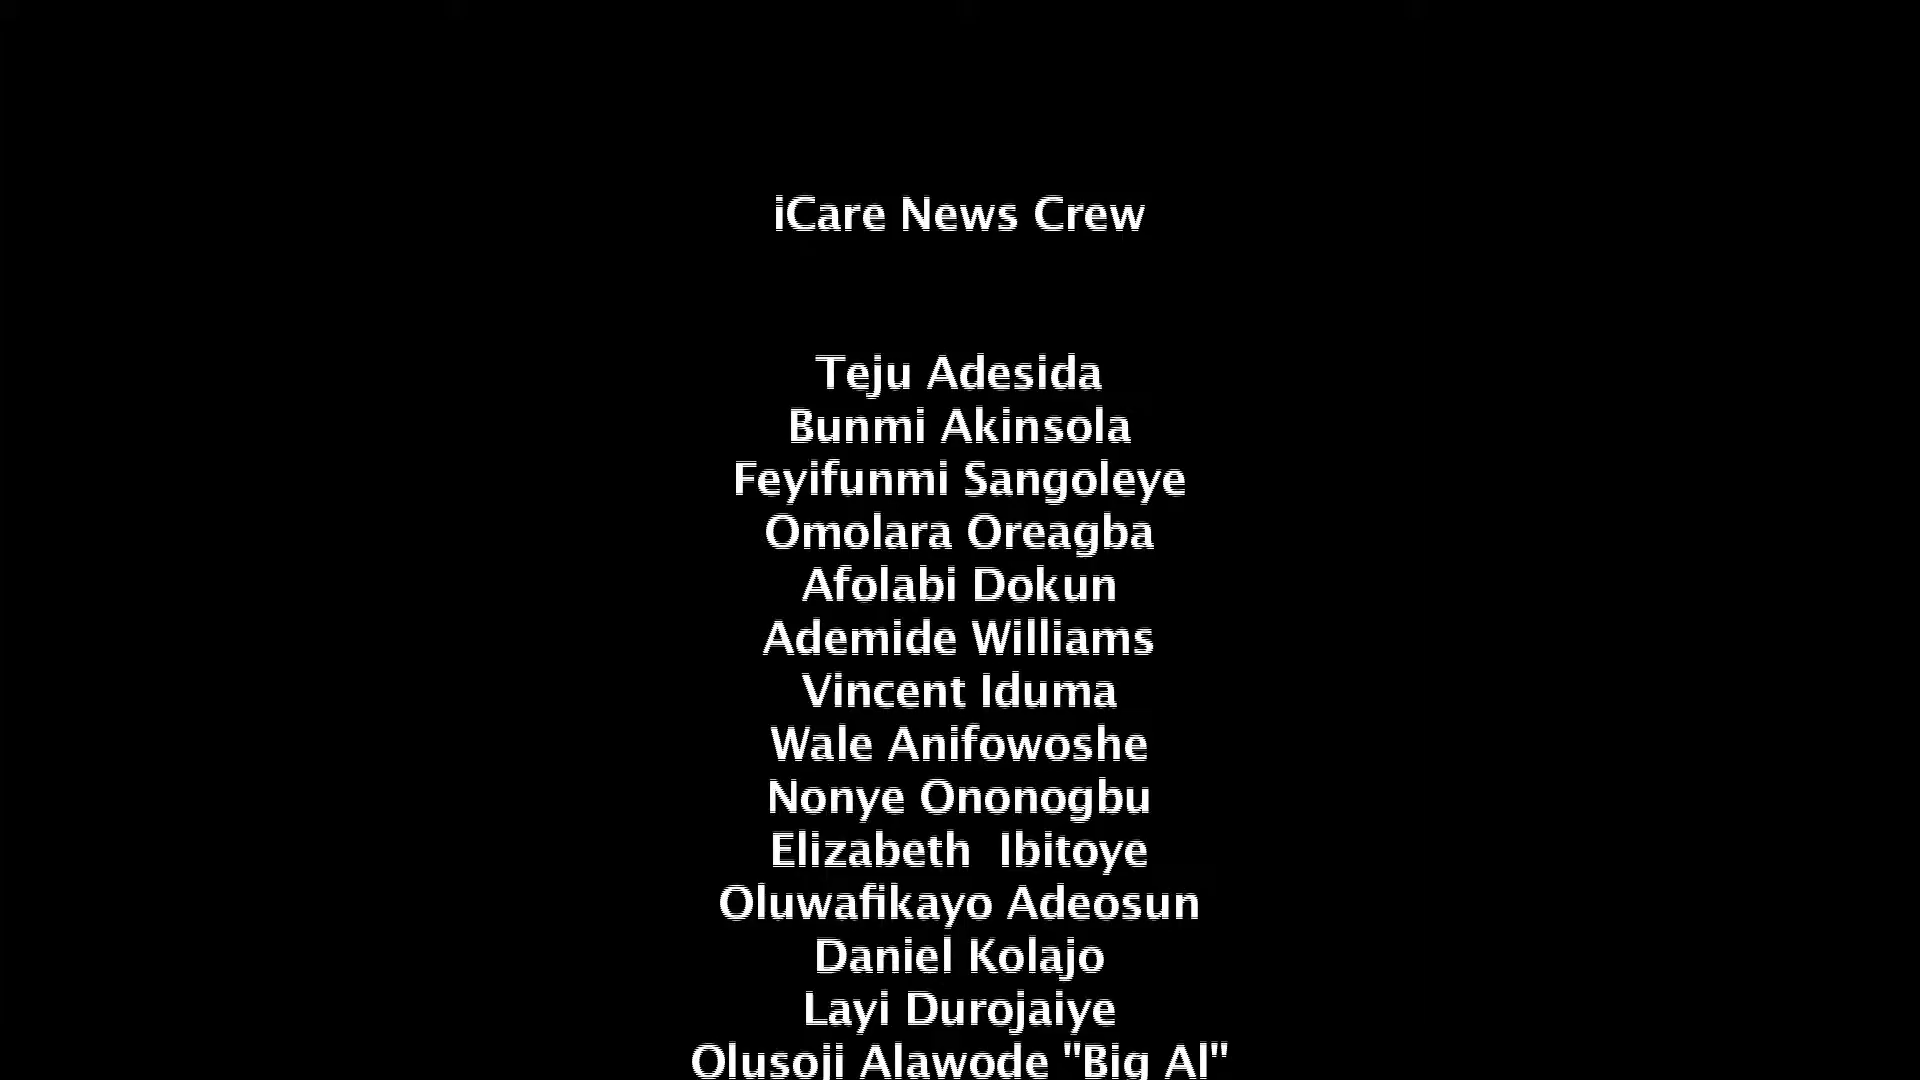 iCare News Crew
Teju Adesida
Bunmi Akinsola
Feyifunmi Sangoleye
Omolara Oreagba
Afolabi Dokun
Ademide Williams
Vincent Iduma
Wale Anifowoshe
Nonye Ononogbu
Elizabeth  Ibitoye
Oluwafikayo Adeosun
Daniel Kolajo
Layi Durojaiye
Olusoji Alawode "Big Al"